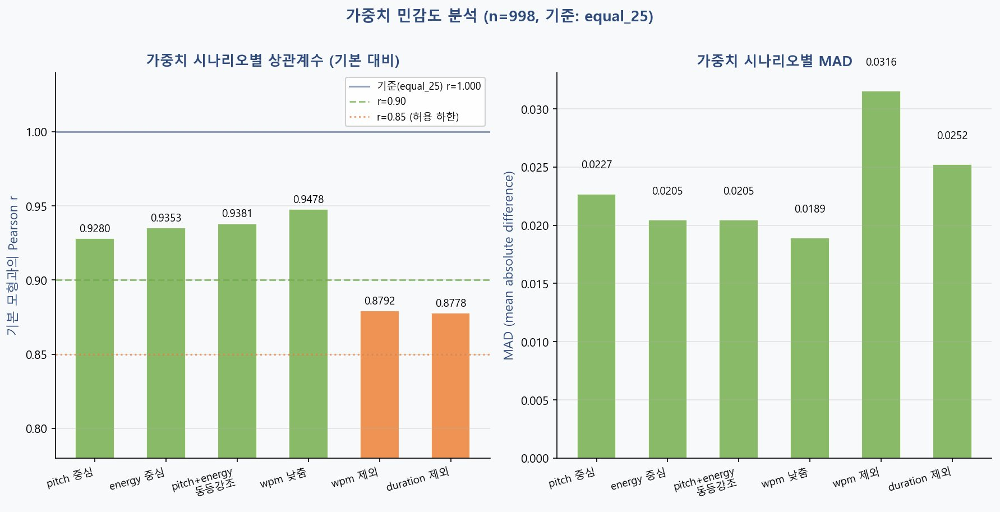 가중치 민감도 분석 (n=998, 기준: equal_25)
가중치 시나리오별 상관계수 (기본 대비)
기준(equal_25) r=1.000
r=0.90
r=0.85 (허용 하한)
기본 모형과의 Pearson r
1.00
0.95
0.90
0.85
0.80
0.9280
0.9353
0.9381
0.9478
0.8792
0.8778
pitch 중심
energy 중심
pitch+energy
동등강조
wpm 낮춤
wpm 제외
duration 제외
가중치 시나리오별 MAD
MAD (mean absolute difference)
0.030
0.025
0.020
0.015
0.010
0.005
0.000
0.0227
0.0205
0.0205
0.0189
0.0316
0.0252
pitch 중심
energy 중심
pitch+energy
동등강조
wpm 낮춤
wpm 제외
duration 제외